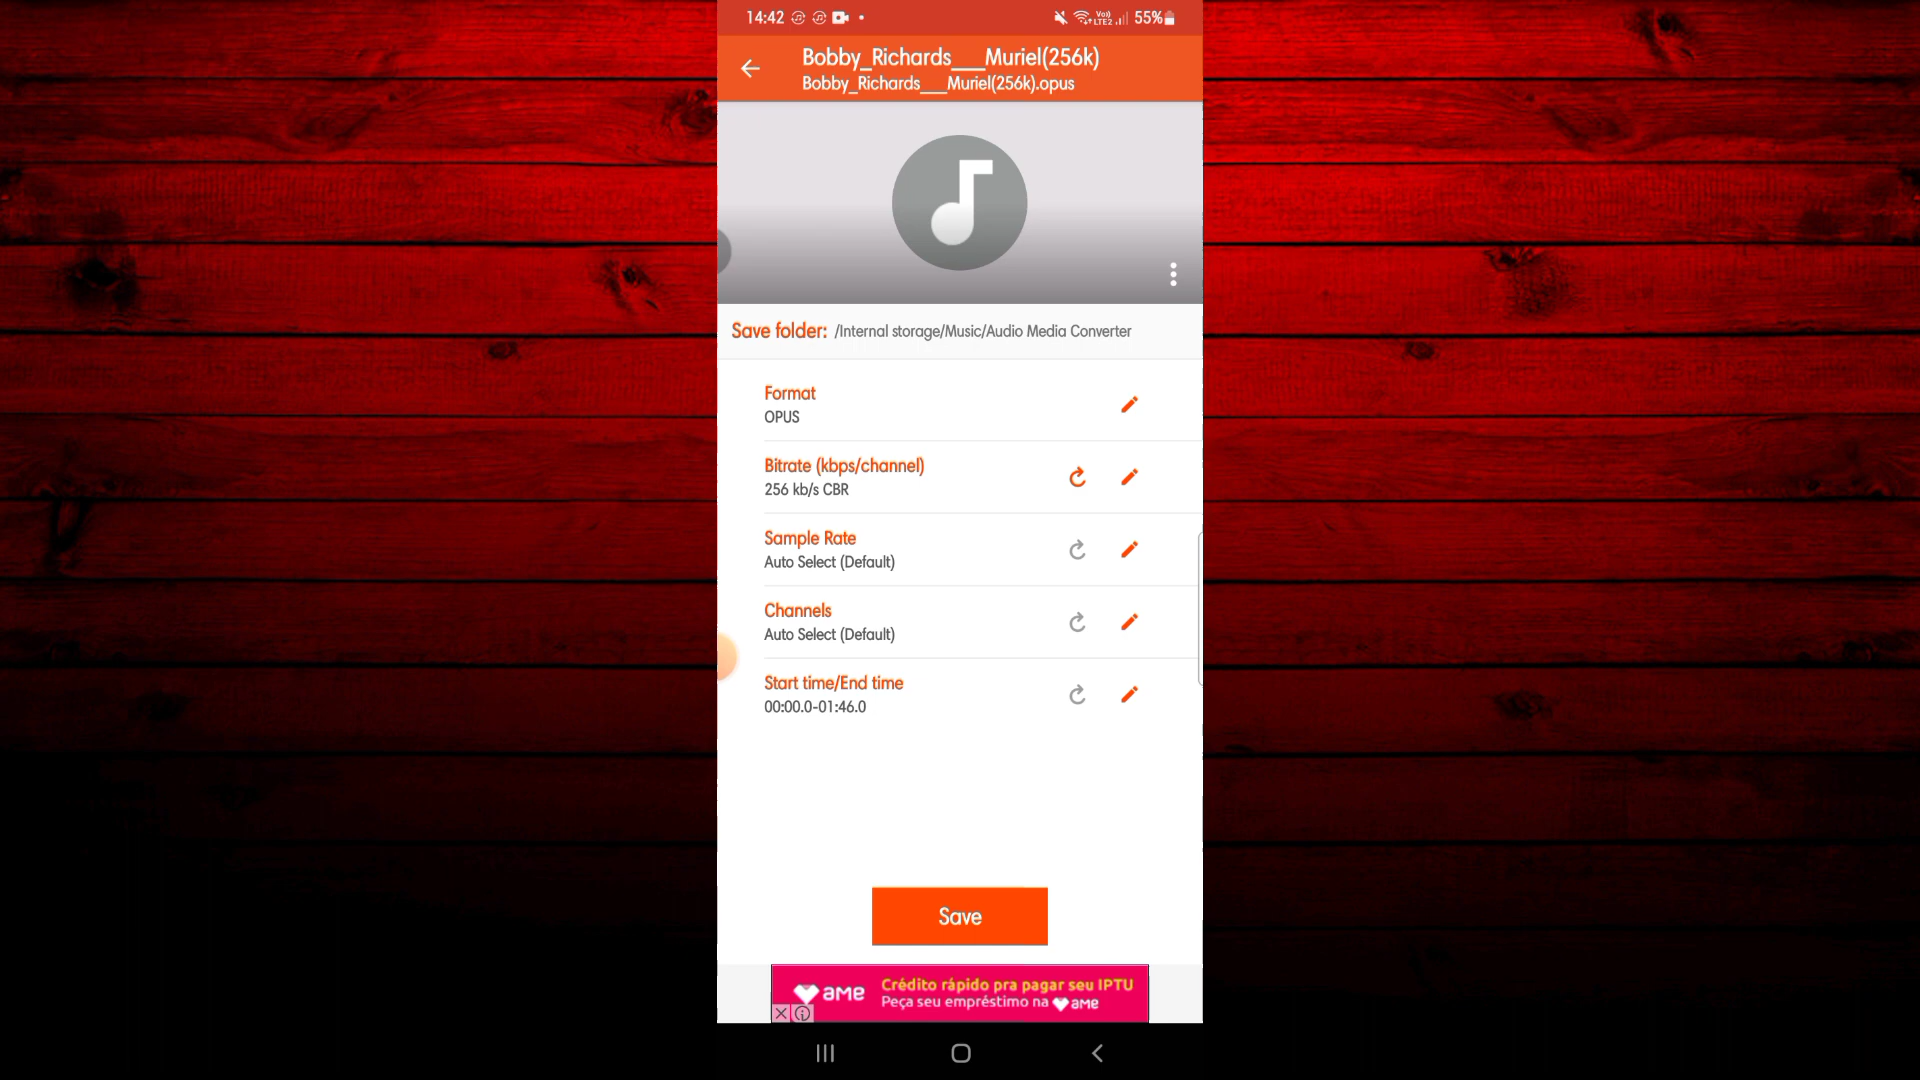 14:42
Vo))
LTE2
55%
Bobby_Richards___Muriel(256k)
Bobby_Richards___Muriel(256k).opus
Save folder: /Internal storage/Music/Audio Media Converter
Format
OPUS
Bitrate (kbps/channel)
256 kb/s CBR
Sample Rate
Auto Select (Default)
Channels
Auto Select (Default)
Start time/End time
00:00.0-01:46.0
Save
ame
Crédito rápido pra pagar seu IPTU
Peça seu empréstimo na ame